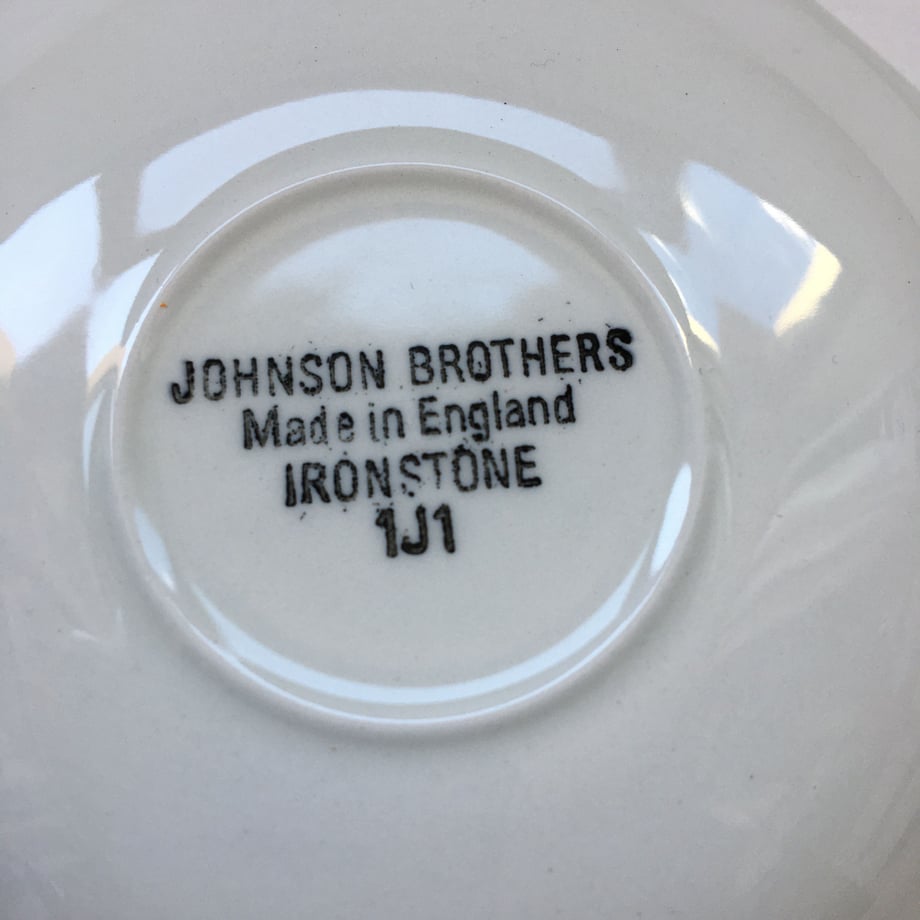 JOHNSON BROTHERS
Made in England
IRONSTONE
1J1